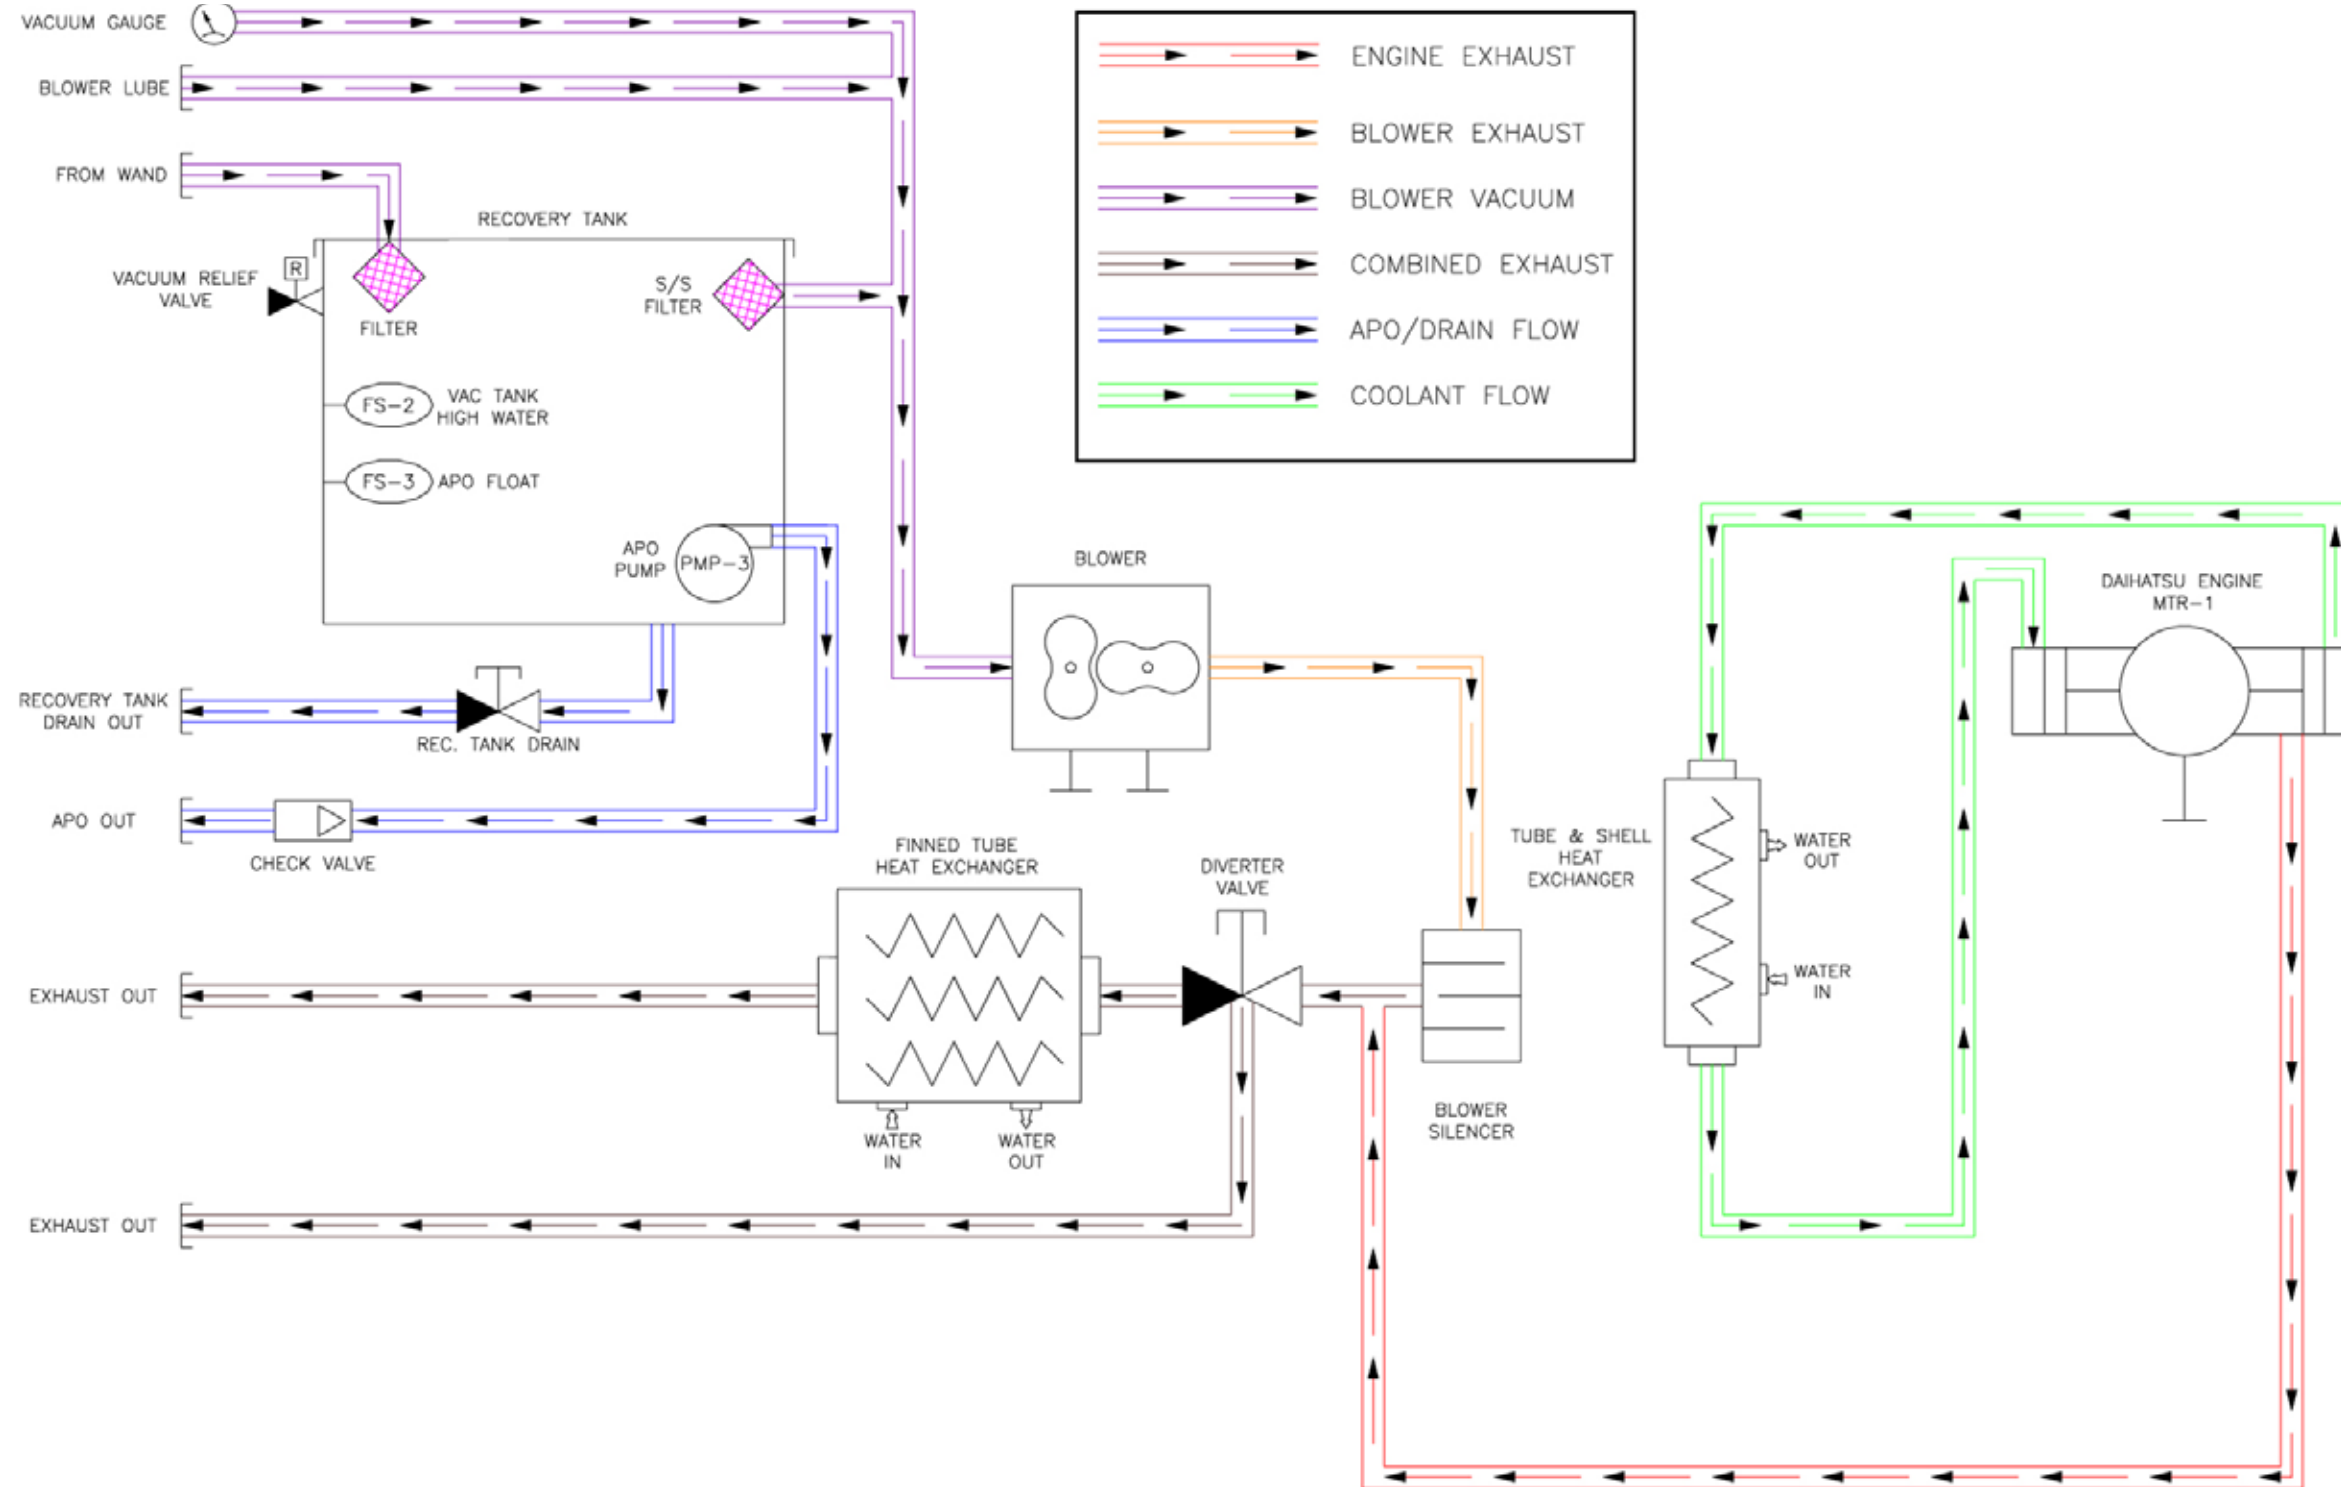 VACUUM GAUGE
BLOWER LUBE
FROM WAND
RECOVERY TANK
R
VACUUM RELIEF
VALVE
FILTER
S/S
FILTER
FS-2
VAC TANK
HIGH WATER
FS-3
APO FLOAT
APO
PUMP
PMP-3
RECOVERY TANK
DRAIN OUT
REC. TANK DRAIN
APO OUT
CHECK VALVE
ENGINE EXHAUST
BLOWER EXHAUST
BLOWER VACUUM
COMBINED EXHAUST
APO/DRAIN FLOW
COOLANT FLOW
BLOWER
DAIHATSU ENGINE
MTR-1
FINNED TUBE
HEAT EXCHANGER
DIVERTER
VALVE
TUBE & SHELL
HEAT
EXCHANGER
WATER
OUT
WATER
IN
EXHAUST OUT
WATER
IN
WATER
OUT
BLOWER
SILENCER
EXHAUST OUT